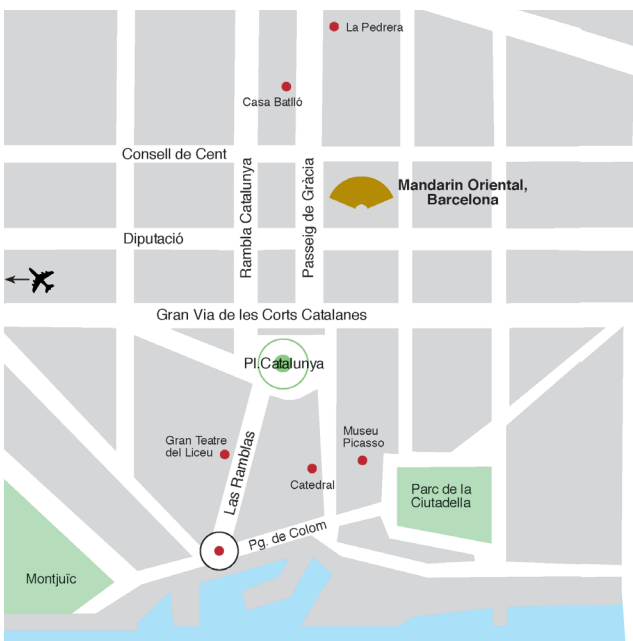 La Pedrera
Casa Batlló
Consell de Cent
Rambla Catalunya
Passeig de Gràcia
Mandarin Oriental,
Barcelona
Diputació
Gran Via de les Corts Catalanes
Pl.Catalunya
Gran Teatre
del Liceu
Las Ramblas
Museu
Picasso
Catedral
Parc de la
Ciutadella
Pg. de Colom
Montjuïc